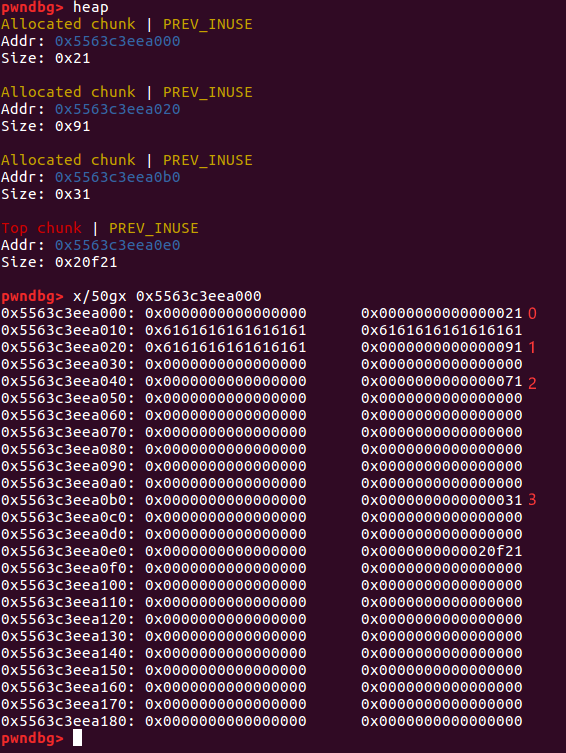 pwndbg> heap
Allocated chunk | PREV_INUSE
Addr: 0x5563c3eea000
Size: 0x21

Allocated chunk | PREV_INUSE
Addr: 0x5563c3eea020
Size: 0x91

Allocated chunk | PREV_INUSE
Addr: 0x5563c3eea0b0
Size: 0x31

Top chunk | PREV_INUSE
Addr: 0x5563c3eea0e0
Size: 0x20f21

pwndbg> x/50gx 0x5563c3eea000
0x5563c3eea000: 0x0000000000000000 0x0000000000000021 0
0x5563c3eea010: 0x6161616161616161 0x6161616161616161
0x5563c3eea020: 0x6161616161616161 0x0000000000000091 1
0x5563c3eea030: 0x0000000000000000 0x0000000000000000
0x5563c3eea040: 0x0000000000000000 0x0000000000000071 2
0x5563c3eea050: 0x0000000000000000 0x0000000000000000
0x5563c3eea060: 0x0000000000000000 0x0000000000000000
0x5563c3eea070: 0x0000000000000000 0x0000000000000000
0x5563c3eea080: 0x0000000000000000 0x0000000000000000
0x5563c3eea090: 0x0000000000000000 0x0000000000000000
0x5563c3eea0a0: 0x0000000000000000 0x0000000000000000
0x5563c3eea0b0: 0x0000000000000000 0x0000000000000031 3
0x5563c3eea0c0: 0x0000000000000000 0x0000000000000000
0x5563c3eea0d0: 0x0000000000000000 0x0000000000000000
0x5563c3eea0e0: 0x0000000000000000 0x0000000000020f21
0x5563c3eea0f0: 0x0000000000000000 0x0000000000000000
0x5563c3eea100: 0x0000000000000000 0x0000000000000000
0x5563c3eea110: 0x0000000000000000 0x0000000000000000
0x5563c3eea120: 0x0000000000000000 0x0000000000000000
0x5563c3eea130: 0x0000000000000000 0x0000000000000000
0x5563c3eea140: 0x0000000000000000 0x0000000000000000
0x5563c3eea150: 0x0000000000000000 0x0000000000000000
0x5563c3eea160: 0x0000000000000000 0x0000000000000000
0x5563c3eea170: 0x0000000000000000 0x0000000000000000
0x5563c3eea180: 0x0000000000000000 0x0000000000000000
pwndbg>